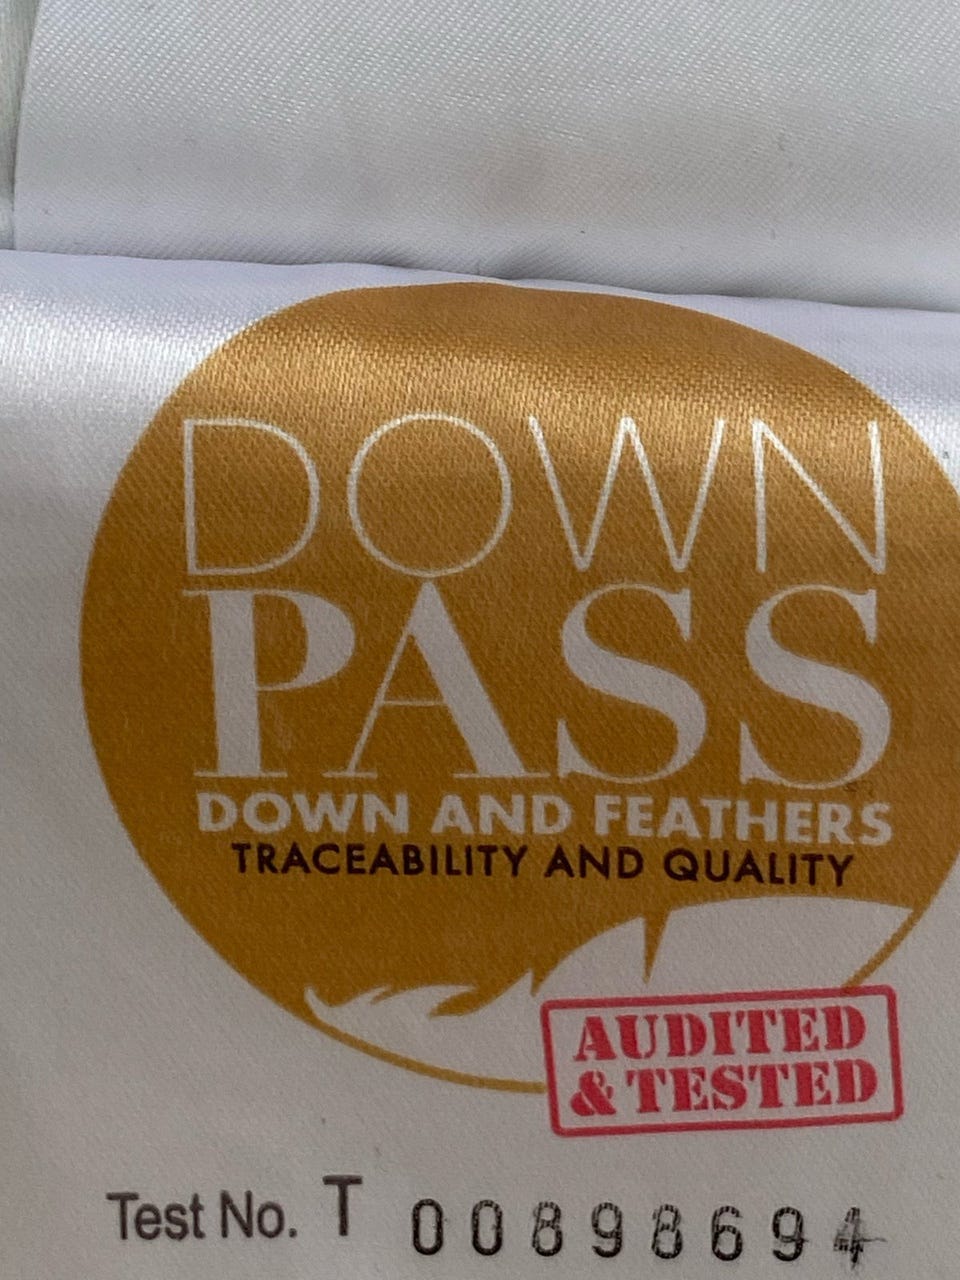 DOWN
PASS
DOWN AND FEATHERS
TRACEABILITY AND QUALITY
AUDITED
& TESTED
Test No. T 00898694